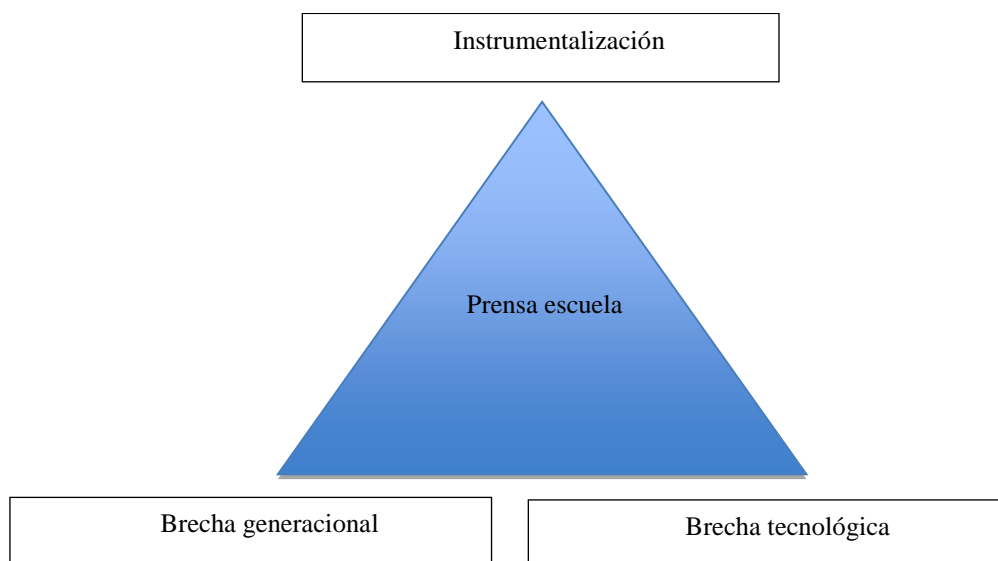 Instrumentalización
Prensa escuela
Brecha generacional
Brecha tecnológica